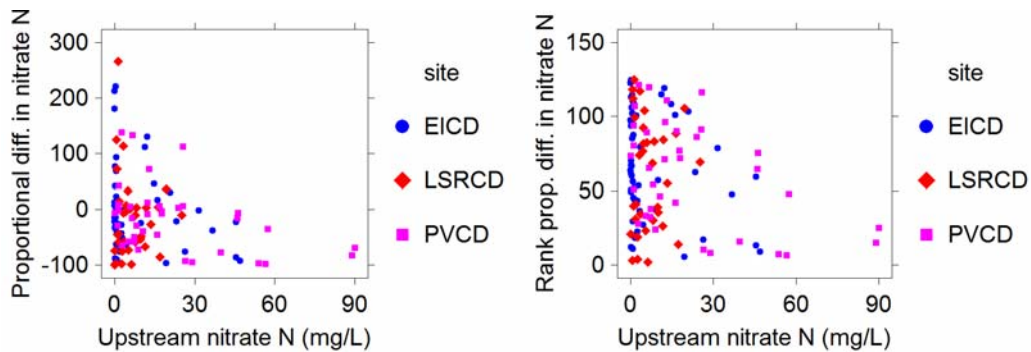 Proportional diff. in nitrate N
300
200
100
0
-100
0
30
60
90
Upstream nitrate N (mg/L)
site
EICD
LSRCD
PVCD
Rank prop. diff. in nitrate N
150
100
50
0
0
30
60
90
Upstream nitrate N (mg/L)
site
EICD
LSRCD
PVCD